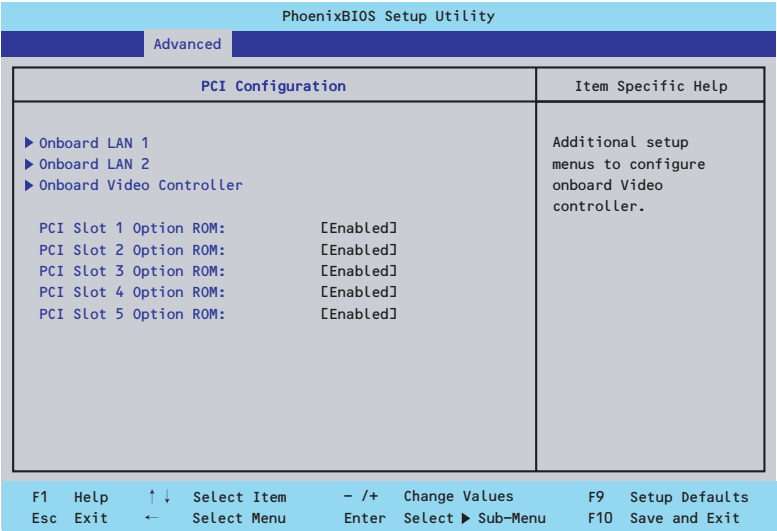 PhoenixBIOS Setup Utility
Advanced
PCI Configuration
Item Specific Help
Onboard LAN 1
Onboard LAN 2
Onboard Video Controller
PCI Slot 1 Option ROM: [Enabled]
PCI Slot 2 Option ROM: [Enabled]
PCI Slot 3 Option ROM: [Enabled]
PCI Slot 4 Option ROM: [Enabled]
PCI Slot 5 Option ROM: [Enabled]
Additional setup
menus to configure
onboard Video
controller.
F1 Help ↑↓ Select Item - /+ Change Values F9 Setup Defaults
Esc Exit ← Select Menu Enter Select ▶ Sub-Menu F10 Save and Exit